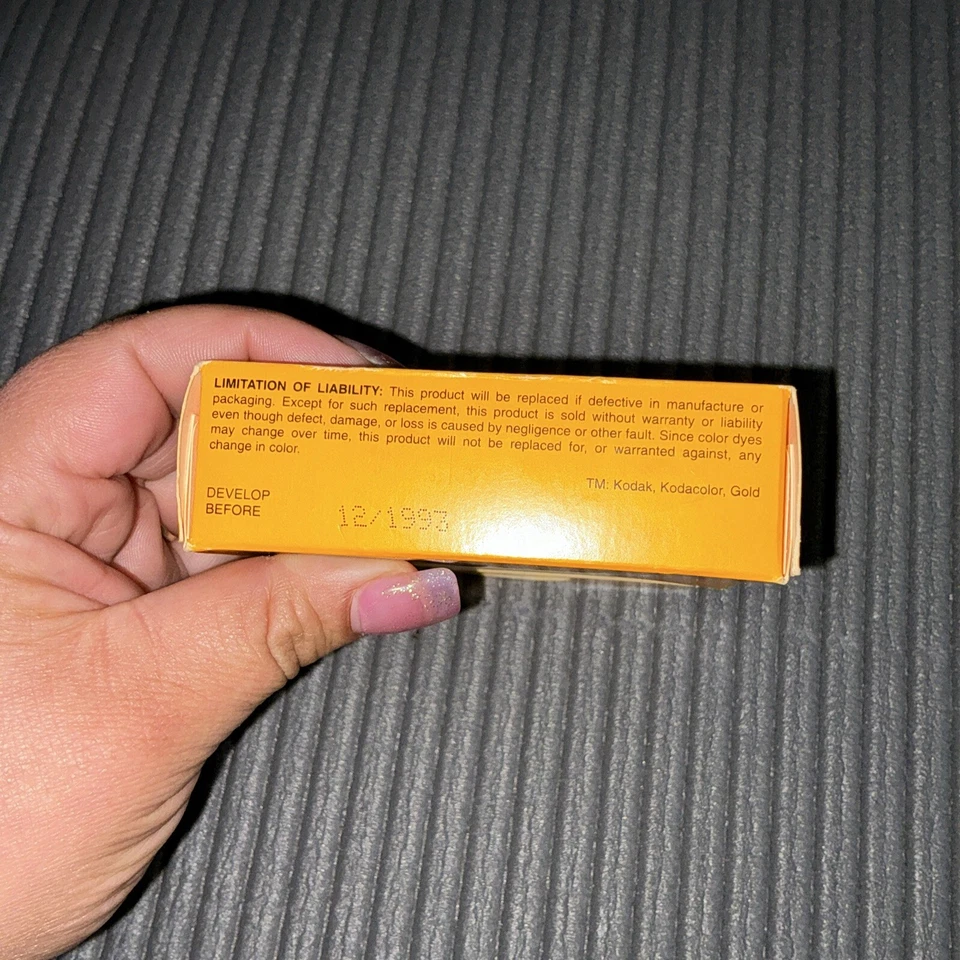 LIMITATION OF LIABILITY: This product will be replaced if defective in manufacture or
packaging. Except for such replacement, this product is sold without warranty or liability
even though defect, damage, or loss is caused by negligence or other fault. Since color dyes
may change over time, this product will not be replaced for, or warranted against, any
change in color.
TM: Kodak, Kodacolor, Gold
DEVELOP
BEFORE
12/1993